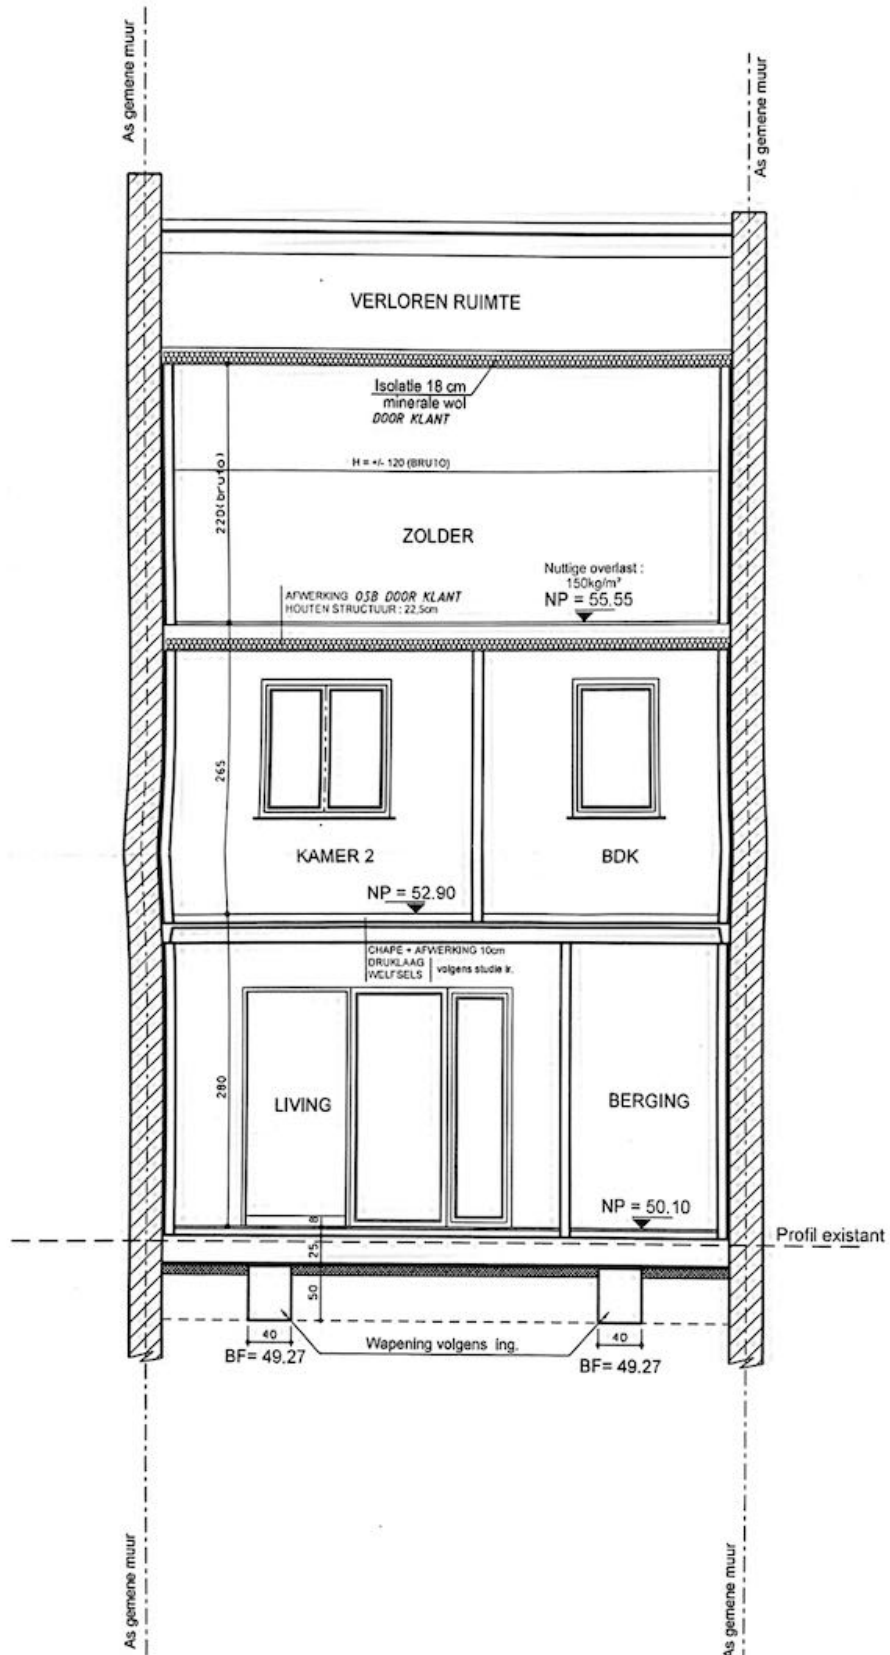 As gemene muur
As gemene muur
VERLOREN RUIMTE
Isolatie 18 cm
minerale wol
DOOR KLANT
220(bruto)
H = +/- 120 (BRUTO)
ZOLDER
Nuttige overlast :
150kg/m²
NP = 55.55
AFWERKING OSB DOOR KLANT
HOUTEN STRUCTUUR : 22,5cm
265
KAMER 2
BDK
NP = 52.90
CHAPE + AFWERKING 10cm
DRUKLAAG
WELFSELS
volgens studie ir.
280
LIVING
BERGING
NP = 50.10
8
Profil existant
25
50
40
Wapening volgens ing.
40
BF= 49.27
BF= 49.27
As gemene muur
As gemene muur